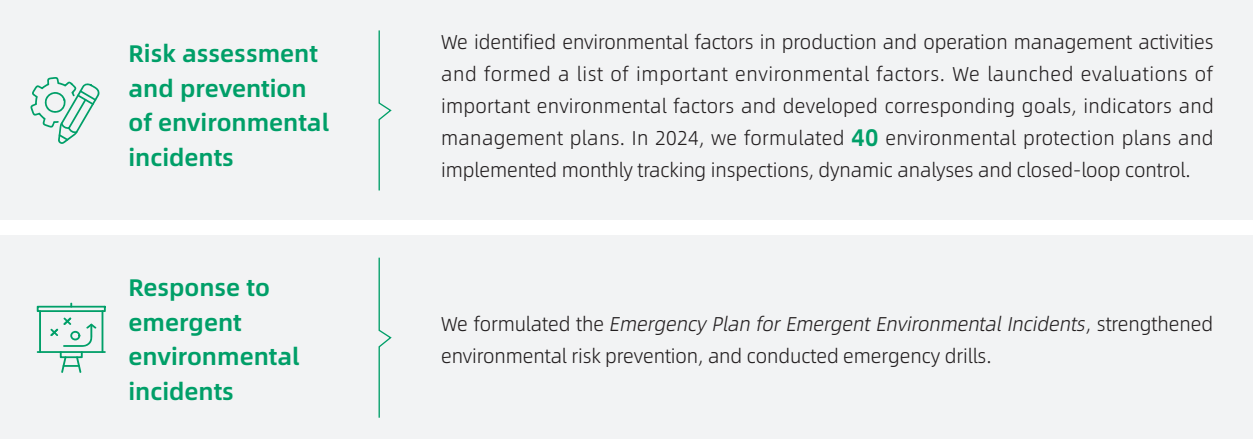 Risk assessment
and prevention
of environmental
incidents
We identified environmental factors in production and operation management activities
and formed a list of important environmental factors. We launched evaluations of
important environmental factors and developed corresponding goals, indicators and
management plans. In 2024, we formulated 40 environmental protection plans and
implemented monthly tracking inspections, dynamic analyses and closed-loop control.
Response to
emergent
environmental
incidents
We formulated the Emergency Plan for Emergent Environmental Incidents, strengthened
environmental risk prevention, and conducted emergency drills.